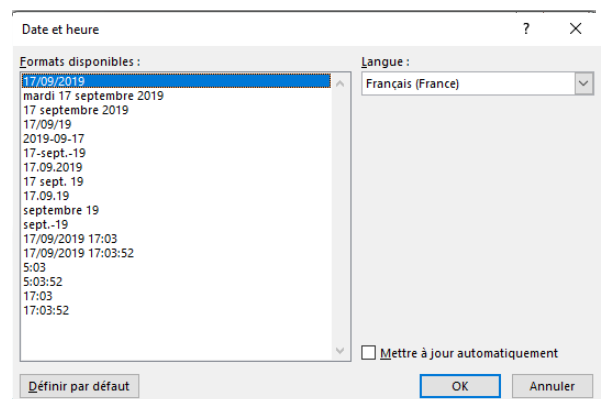 Date et heure
Formats disponibles :
Langue :
17/09/2019
Français (France)
mardi 17 septembre 2019
17 septembre 2019
17/09/19
2019-09-17
17-sept.-19
17.09.2019
17 sept. 19
17.09.19
septembre 19
sept.-19
17/09/2019 17:03
17/09/2019 17:03:52
5:03
5:03:52
17:03
17:03:52
Mettre à jour automatiquement
Définir par défaut
OK
Annuler